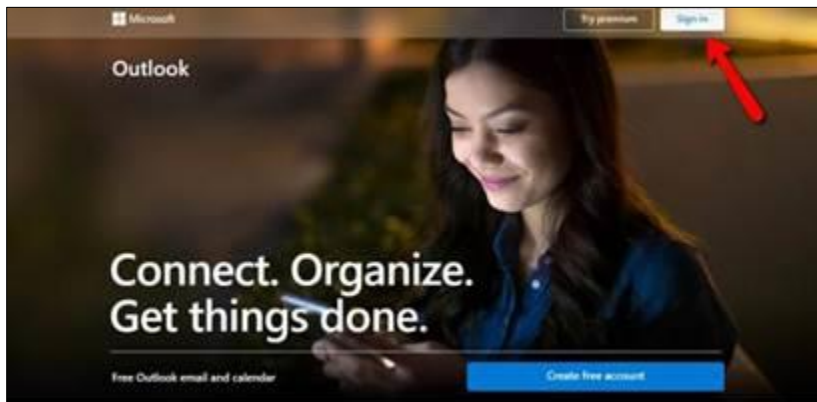 Microsoft
Try premium
Sign in
Outlook
Connect. Organize.
Get things done.
Free Outlook email and calendar
Create free account